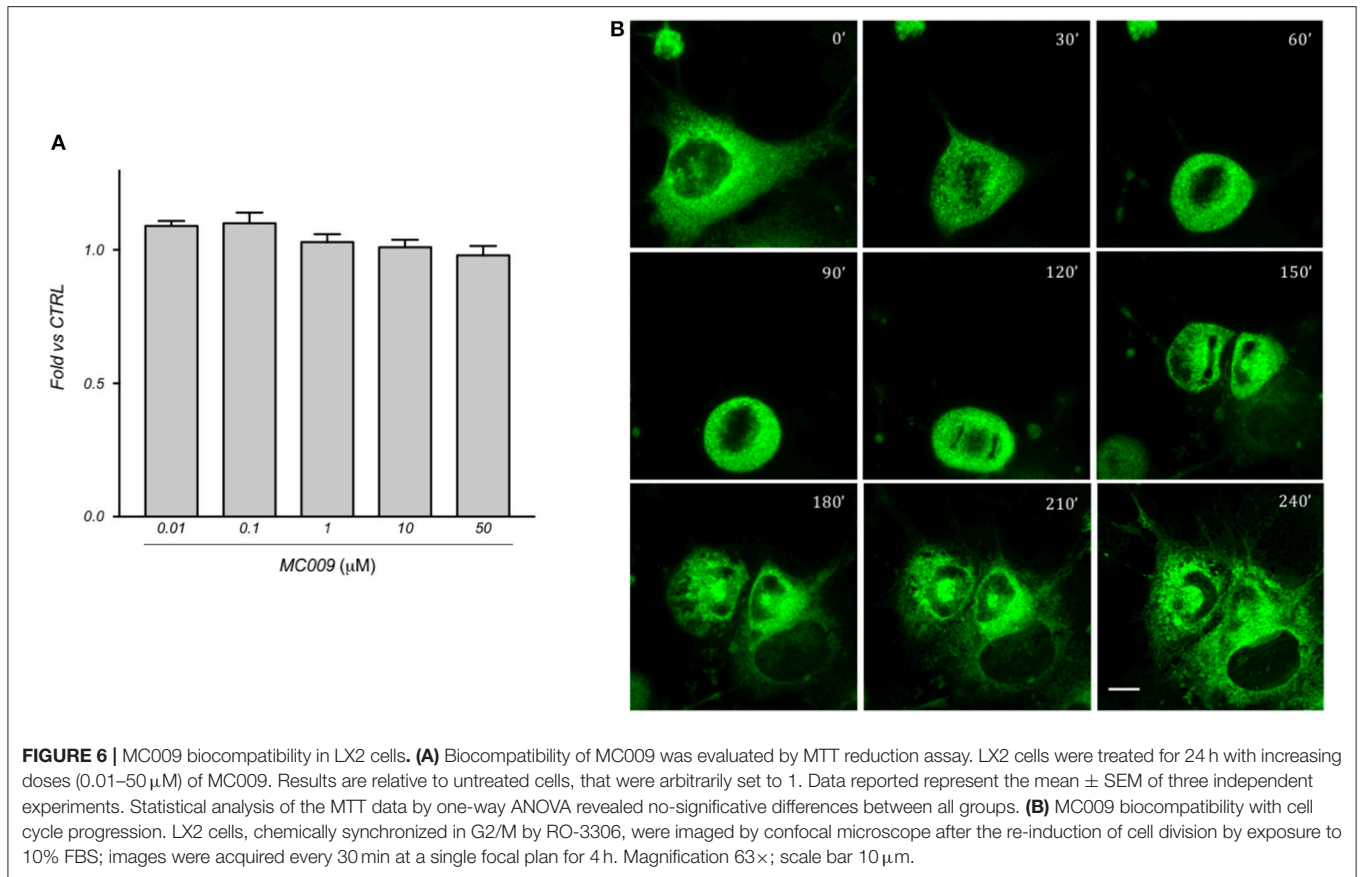 A
Fold vs CTRL
1.0
0.5
0.0
0.01 0.1 1 10 50
MC009 (μM)
B
0′ 30′ 60′
90′ 120′ 150′
180′ 210′ 240′
FIGURE 6 | MC009 biocompatibility in LX2 cells. (A) Biocompatibility of MC009 was evaluated by MTT reduction assay. LX2 cells were treated for 24 h with increasing
doses (0.01–50 μM) of MC009. Results are relative to untreated cells, that were arbitrarily set to 1. Data reported represent the mean ± SEM of three independent
experiments. Statistical analysis of the MTT data by one-way ANOVA revealed no-significative differences between all groups. (B) MC009 biocompatibility with cell
cycle progression. LX2 cells, chemically synchronized in G2/M by RO-3306, were imaged by confocal microscope after the re-induction of cell division by exposure to
10% FBS; images were acquired every 30 min at a single focal plan for 4 h. Magnification 63×; scale bar 10 μm.